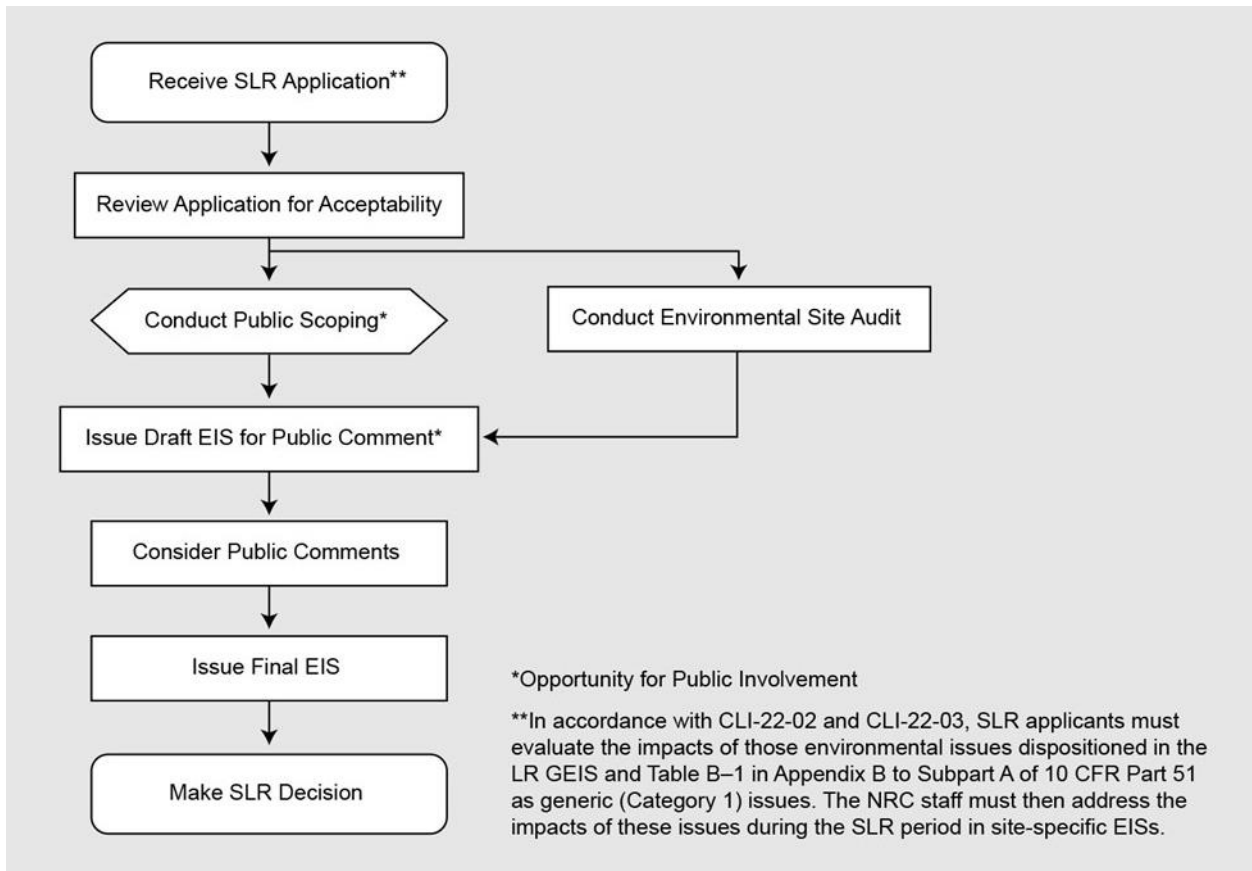 Receive SLR Application**
Review Application for Acceptability
Conduct Public Scoping*
Conduct Environmental Site Audit
Issue Draft EIS for Public Comment*
Consider Public Comments
Issue Final EIS
Make SLR Decision
*Opportunity for Public Involvement
**In accordance with CLI-22-02 and CLI-22-03, SLR applicants must
evaluate the impacts of those environmental issues dispositioned in the
LR GEIS and Table B–1 in Appendix B to Subpart A of 10 CFR Part 51
as generic (Category 1) issues. The NRC staff must then address the
impacts of these issues during the SLR period in site-specific EISs.